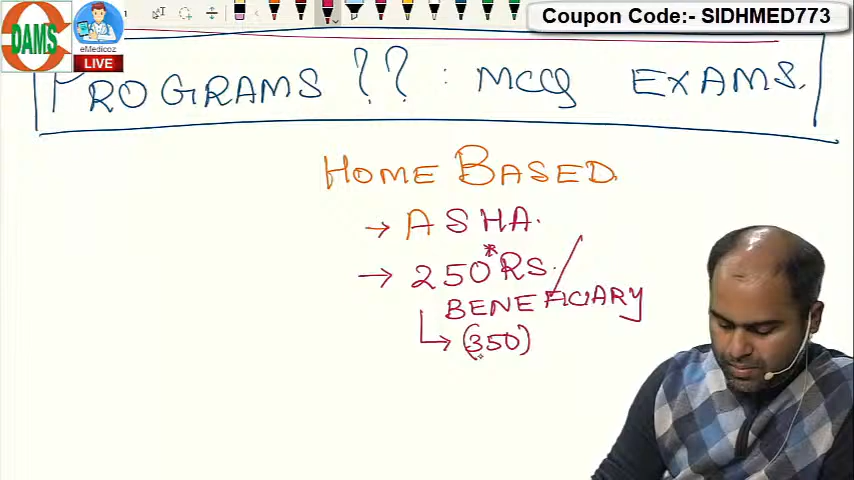 Coupon Code:- SIDHMED773
DAMS
eMedicoz
LIVE
PROGRAMS ?? : MCQ EXAMS.
HOME BASED.
→ ASHA.
→ 250* RS. /
BENEFICIARY
↳ (350)